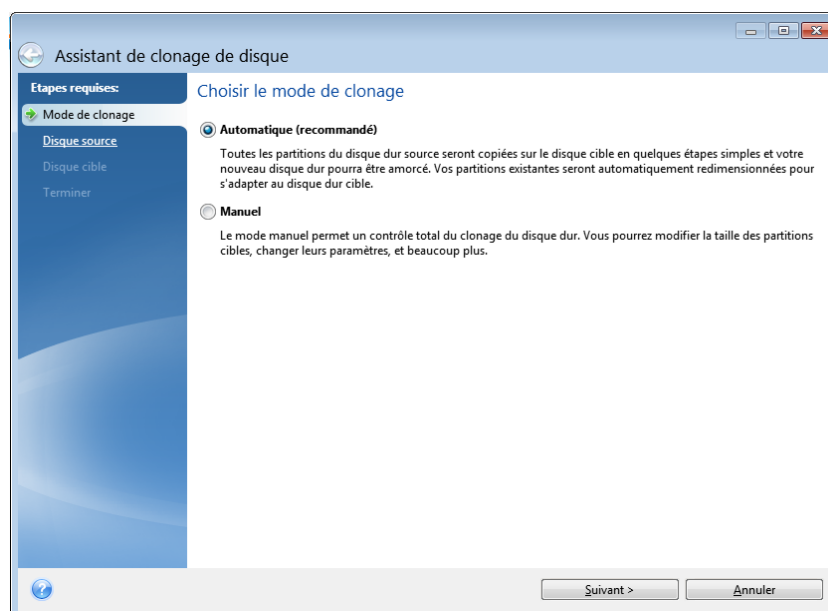 Assistant de clonage de disque
Etapes requises:
Mode de clonage
Disque source
Disque cible
Terminer
Choisir le mode de clonage
Automatique (recommandé)
Toutes les partitions du disque dur source seront copiées sur le disque cible en quelques étapes simples et votre
nouveau disque dur pourra être amorcé. Vos partitions existantes seront automatiquement redimensionnées pour
s'adapter au disque dur cible.
Manuel
Le mode manuel permet un contrôle total du clonage du disque dur. Vous pourrez modifier la taille des partitions
cibles, changer leurs paramètres, et beaucoup plus.
?
Suivant >
Annuler